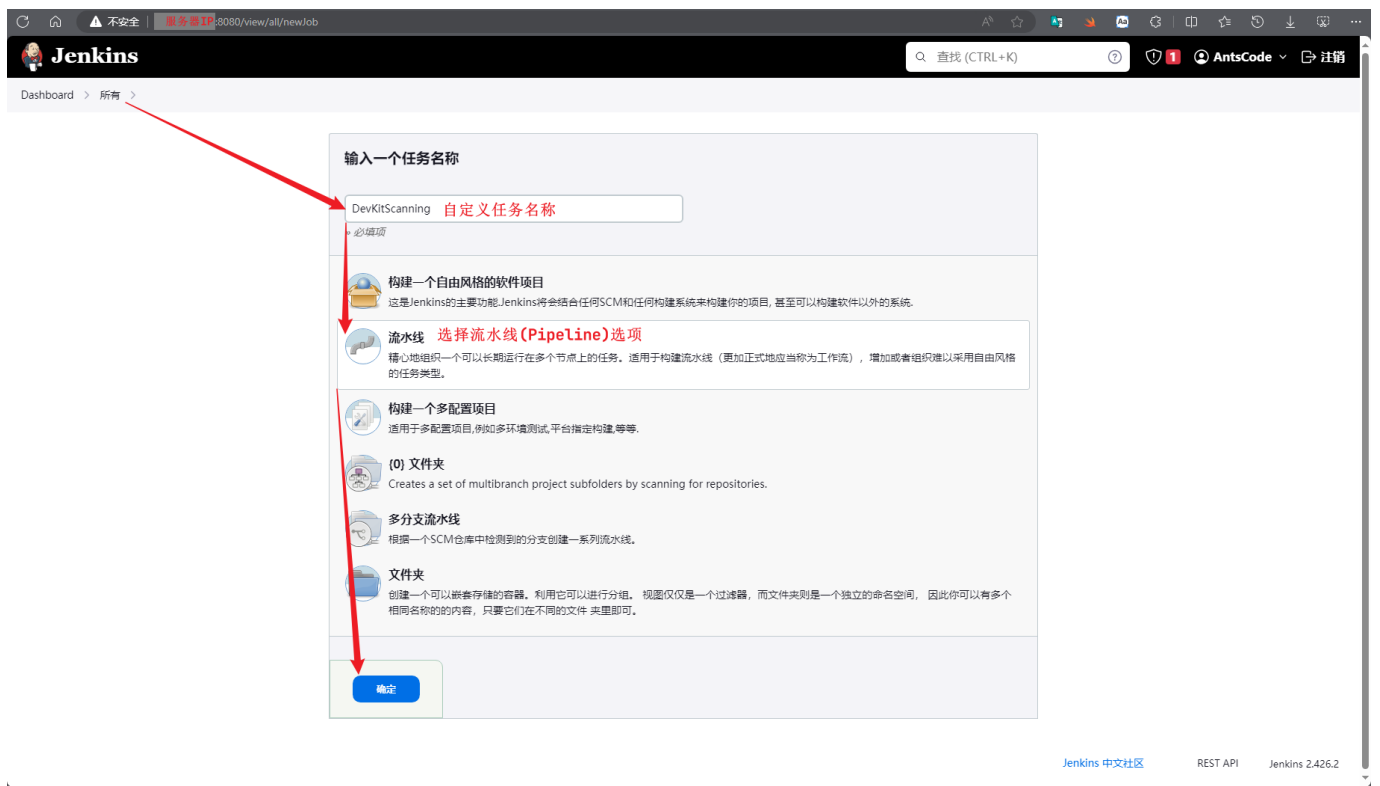 不安全 服务器IP:8080/view/all/newJob
Jenkins
查找 (CTRL+K)
1
AntsCode
注销
Dashboard 所有
输入一个任务名称
DevKitScanning 自定义任务名称
» 必填项
构建一个自由风格的软件项目
这是Jenkins的主要功能.Jenkins将会结合任何SCM和任何构建系统来构建你的项目, 甚至可以构建软件以外的系统.
流水线 选择流水线(Pipeline)选项
精心地组织一个可以长期运行在多个节点上的任务。适用于构建流水线（更加正式地应当称为工作流），增加或者组织难以采用自由风格
的任务类型。
构建一个多配置项目
适用于多配置项目,例如多环境测试,平台指定构建,等等.
{0} 文件夹
Creates a set of multibranch project subfolders by scanning for repositories.
多分支流水线
根据一个SCM仓库中检测到的分支创建一系列流水线。
文件夹
创建一个可以嵌套存储的容器。利用它可以进行分组。 视图仅仅是一个过滤器，而文件夹则是一个独立的命名空间， 因此你可以有多个
相同名称的的内容，只要它们在不同的文件 夹里即可。
确定
Jenkins 中文社区 REST API Jenkins 2.426.2